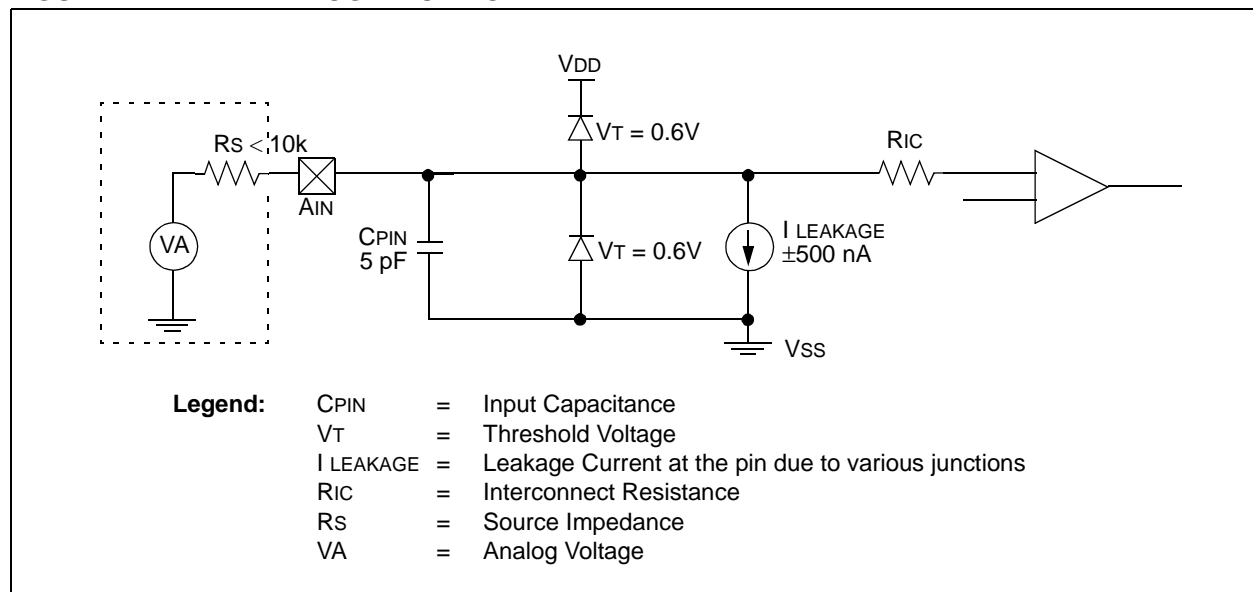 VDD
VT = 0.6V
RS < 10k
RIC
AIN
VA
CPIN
5 pF
VT = 0.6V
I LEAKAGE
±500 nA
VSS
Legend:
CPIN = Input Capacitance
VT = Threshold Voltage
I LEAKAGE = Leakage Current at the pin due to various junctions
RIC = Interconnect Resistance
RS = Source Impedance
VA = Analog Voltage